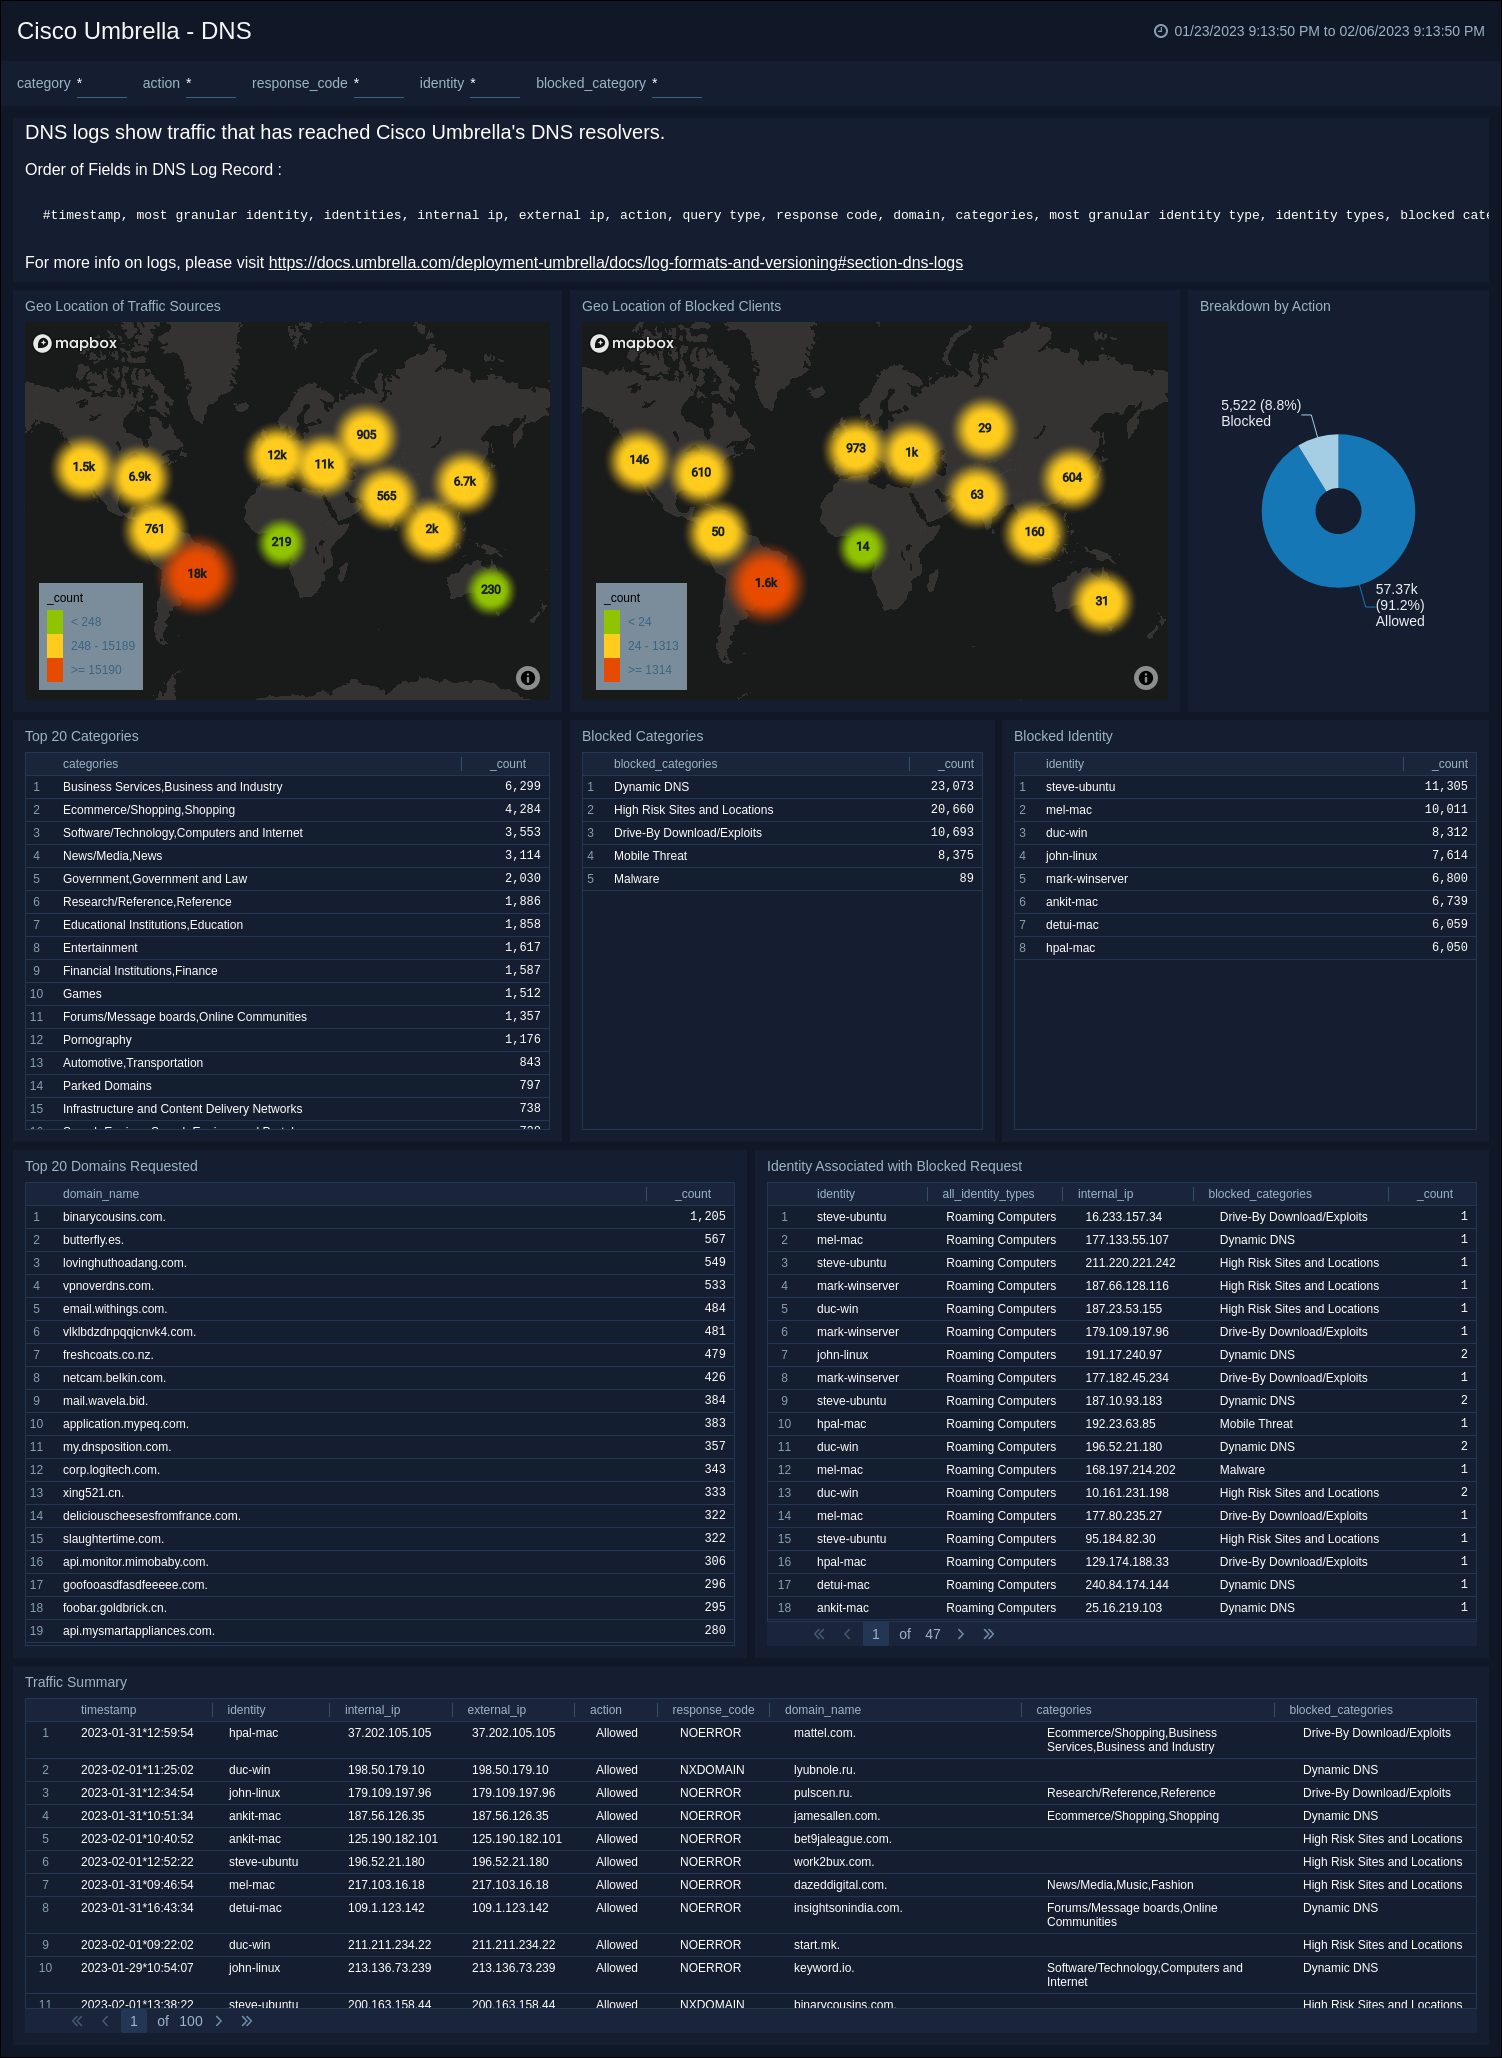 Cisco Umbrella - DNS
01/23/2023 9:13:50 PM to 02/06/2023 9:13:50 PM
category * action * response_code * identity * blocked_category *
DNS logs show traffic that has reached Cisco Umbrella's DNS resolvers.
Order of Fields in DNS Log Record :
#timestamp, most granular identity, identities, internal ip, external ip, action, query type, response code, domain, categories, most granular identity type, identity types, blocked cate
For more info on logs, please visit https://docs.umbrella.com/deployment-umbrella/docs/log-formats-and-versioning#section-dns-logs
Geo Location of Traffic Sources
mapbox
905
12k
11k
1.5k
6.9k
565
6.7k
761
2k
219
18k
230
_count
< 248
248 - 15189
>= 15190
Geo Location of Blocked Clients
mapbox
29
973
1k
146
610
604
63
50
160
14
1.6k
31
_count
< 24
24 - 1313
>= 1314
Breakdown by Action
5,522 (8.8%)
Blocked
57.37k
(91.2%)
Allowed
Top 20 Categories
categories _count
1 Business Services,Business and Industry 6,299
2 Ecommerce/Shopping,Shopping 4,284
3 Software/Technology,Computers and Internet 3,553
4 News/Media,News 3,114
5 Government,Government and Law 2,030
6 Research/Reference,Reference 1,886
7 Educational Institutions,Education 1,858
8 Entertainment 1,617
9 Financial Institutions,Finance 1,587
10 Games 1,512
11 Forums/Message boards,Online Communities 1,357
12 Pornography 1,176
13 Automotive,Transportation 843
14 Parked Domains 797
15 Infrastructure and Content Delivery Networks 738
Blocked Categories
blocked_categories _count
1 Dynamic DNS 23,073
2 High Risk Sites and Locations 20,660
3 Drive-By Download/Exploits 10,693
4 Mobile Threat 8,375
5 Malware 89
Blocked Identity
identity _count
1 steve-ubuntu 11,305
2 mel-mac 10,011
3 duc-win 8,312
4 john-linux 7,614
5 mark-winserver 6,800
6 ankit-mac 6,739
7 detui-mac 6,059
8 hpal-mac 6,050
Top 20 Domains Requested
domain_name _count
1 binarycousins.com. 1,205
2 butterfly.es. 567
3 lovinghuthoadang.com. 549
4 vpnoverdns.com. 533
5 email.withings.com. 484
6 vlklbdzdnpqqicnvk4.com. 481
7 freshcoats.co.nz. 479
8 netcam.belkin.com. 426
9 mail.wavela.bid. 384
10 application.mypeq.com. 383
11 my.dnsposition.com. 357
12 corp.logitech.com. 343
13 xing521.cn. 333
14 deliciouscheesesfromfrance.com. 322
15 slaughtertime.com. 322
16 api.monitor.mimobaby.com. 306
17 goofooasdfasdfeeeee.com. 296
18 foobar.goldbrick.cn. 295
19 api.mysmartappliances.com. 280
Identity Associated with Blocked Request
identity all_identity_types internal_ip blocked_categories _count
1 steve-ubuntu Roaming Computers 16.233.157.34 Drive-By Download/Exploits 1
2 mel-mac Roaming Computers 177.133.55.107 Dynamic DNS 1
3 steve-ubuntu Roaming Computers 211.220.221.242 High Risk Sites and Locations 1
4 mark-winserver Roaming Computers 187.66.128.116 High Risk Sites and Locations 1
5 duc-win Roaming Computers 187.23.53.155 High Risk Sites and Locations 1
6 mark-winserver Roaming Computers 179.109.197.96 Drive-By Download/Exploits 1
7 john-linux Roaming Computers 191.17.240.97 Dynamic DNS 2
8 mark-winserver Roaming Computers 177.182.45.234 Drive-By Download/Exploits 1
9 steve-ubuntu Roaming Computers 187.10.93.183 Dynamic DNS 2
10 hpal-mac Roaming Computers 192.23.63.85 Mobile Threat 1
11 duc-win Roaming Computers 196.52.21.180 Dynamic DNS 2
12 mel-mac Roaming Computers 168.197.214.202 Malware 1
13 duc-win Roaming Computers 10.161.231.198 High Risk Sites and Locations 2
14 mel-mac Roaming Computers 177.80.235.27 Drive-By Download/Exploits 1
15 steve-ubuntu Roaming Computers 95.184.82.30 High Risk Sites and Locations 1
16 hpal-mac Roaming Computers 129.174.188.33 Drive-By Download/Exploits 1
17 detui-mac Roaming Computers 240.84.174.144 Dynamic DNS 1
18 ankit-mac Roaming Computers 25.16.219.103 Dynamic DNS 1
1 of 47
Traffic Summary
timestamp identity internal_ip external_ip action response_code domain_name categories blocked_categories
1 2023-01-31*12:59:54 hpal-mac 37.202.105.105 37.202.105.105 Allowed NOERROR mattel.com. Ecommerce/Shopping,Business Drive-By Download/Exploits
Services,Business and Industry
2 2023-02-01*11:25:02 duc-win 198.50.179.10 198.50.179.10 Allowed NXDOMAIN lyubnole.ru. Dynamic DNS
3 2023-01-31*12:34:54 john-linux 179.109.197.96 179.109.197.96 Allowed NOERROR pulscen.ru. Research/Reference,Reference Drive-By Download/Exploits
4 2023-01-31*10:51:34 ankit-mac 187.56.126.35 187.56.126.35 Allowed NOERROR jamesallen.com. Ecommerce/Shopping,Shopping Dynamic DNS
5 2023-02-01*10:40:52 ankit-mac 125.190.182.101 125.190.182.101 Allowed NOERROR bet9jaleague.com. High Risk Sites and Locations
6 2023-02-01*12:52:22 steve-ubuntu 196.52.21.180 196.52.21.180 Allowed NOERROR work2bux.com. High Risk Sites and Locations
7 2023-01-31*09:46:54 mel-mac 217.103.16.18 217.103.16.18 Allowed NOERROR dazeddigital.com. News/Media,Music,Fashion High Risk Sites and Locations
8 2023-01-31*16:43:34 detui-mac 109.1.123.142 109.1.123.142 Allowed NOERROR insightsonindia.com. Forums/Message boards,Online Dynamic DNS
Communities
9 2023-02-01*09:22:02 duc-win 211.211.234.22 211.211.234.22 Allowed NOERROR start.mk. High Risk Sites and Locations
10 2023-01-29*10:54:07 john-linux 213.136.73.239 213.136.73.239 Allowed NOERROR keyword.io. Software/Technology,Computers and Dynamic DNS
Internet
11 2023-02-01*13:38:22 steve-ubuntu 200.163.158.44 200.163.158.44 Allowed NXDOMAIN binarycousins.com. High Risk Sites and Locations
1 of 100